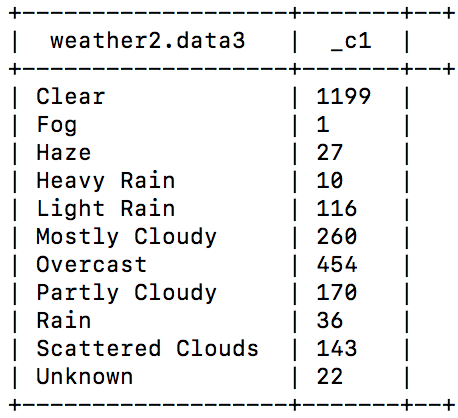 +--------------------+-------+--+
|  weather2.data3    |  _c1  |
+--------------------+-------+--+
| Clear              | 1199  |
| Fog                | 1     |
| Haze               | 27    |
| Heavy Rain         | 10    |
| Light Rain         | 116   |
| Mostly Cloudy      | 260   |
| Overcast           | 454   |
| Partly Cloudy      | 170   |
| Rain               | 36    |
| Scattered Clouds   | 143   |
| Unknown            | 22    |
+--------------------+-------+--+